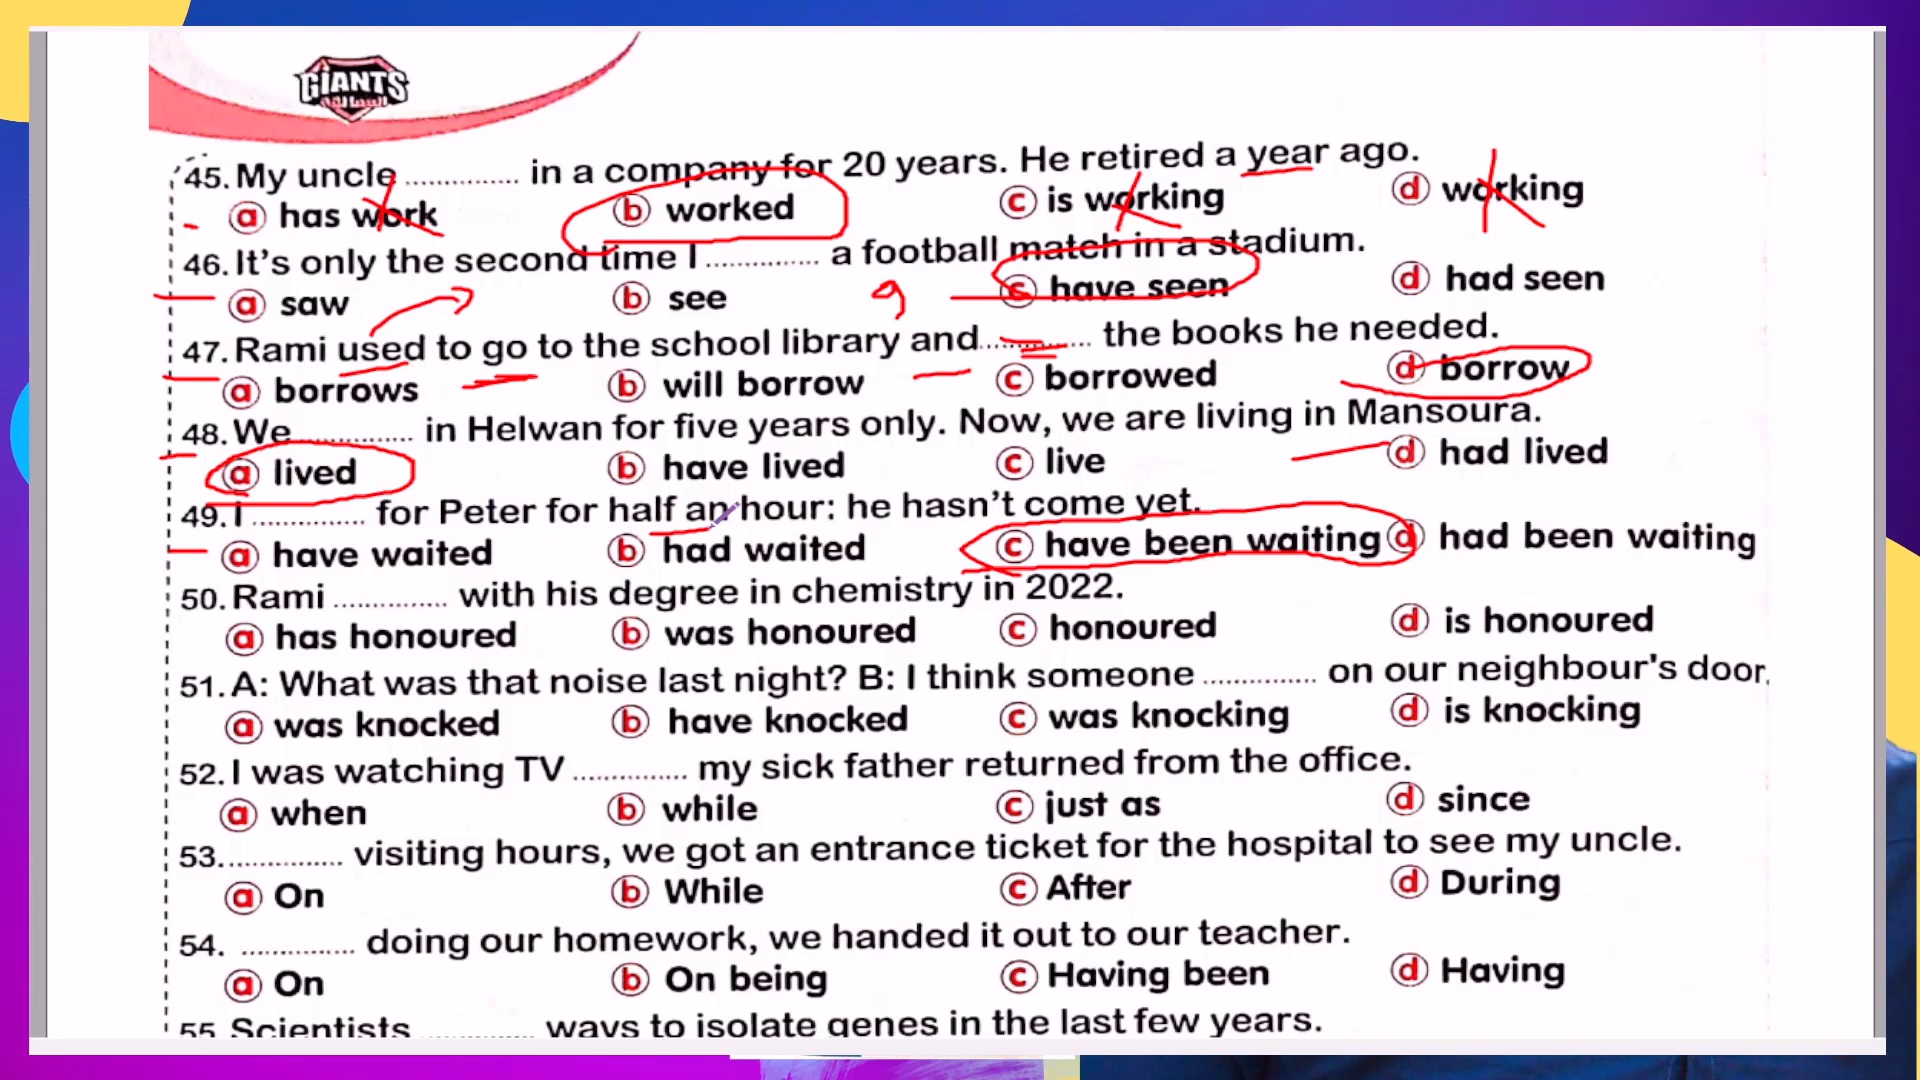 GiANTS
45. My uncle ............... in a company for 20 years. He retired a year ago.
a has work b worked c is working d working
46. It's only the second time I ............... a football match in a stadium.
a saw b see c have seen d had seen
47. Rami used to go to the school library and ............... the books he needed.
a borrows b will borrow c borrowed d borrow
48. We ............... in Helwan for five years only. Now, we are living in Mansoura.
a lived b have lived c live d had lived
49. I ............... for Peter for half an hour: he hasn't come yet.
a have waited b had waited c have been waiting d had been waiting
50. Rami ............... with his degree in chemistry in 2022.
a has honoured b was honoured c honoured d is honoured
51. A: What was that noise last night? B: I think someone ............... on our neighbour's door.
a was knocked b have knocked c was knocking d is knocking
52. I was watching TV ............... my sick father returned from the office.
a when b while c just as d since
53. ............... visiting hours, we got an entrance ticket for the hospital to see my uncle.
a On b While c After d During
54. ............... doing our homework, we handed it out to our teacher.
a On b On being c Having been d Having
55. Scientists ............... ways to isolate genes in the last few years.